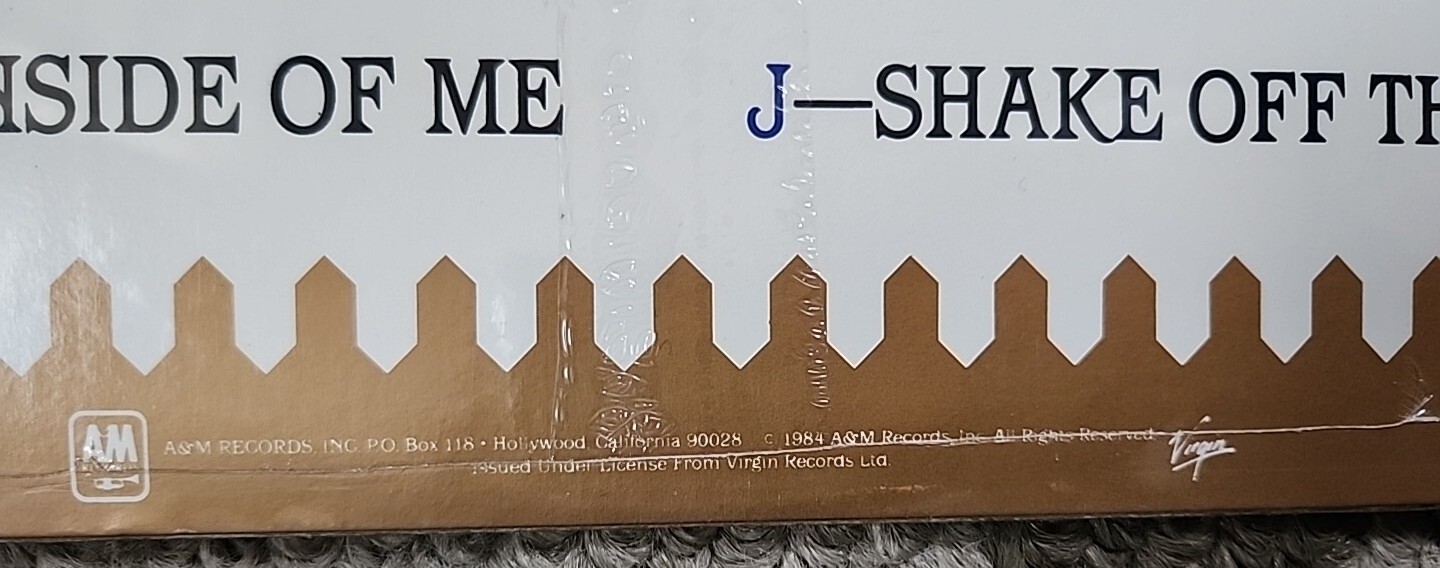 NSIDE OF ME J—SHAKE OFF TH
A&M RECORDS, INC. P.O. Box 118 • Hollywood, California 90028 © 1984 A&M Records, Inc. All Rights Reserved.
Issued Under License From Virgin Records Ltd.
A&M
Virgin